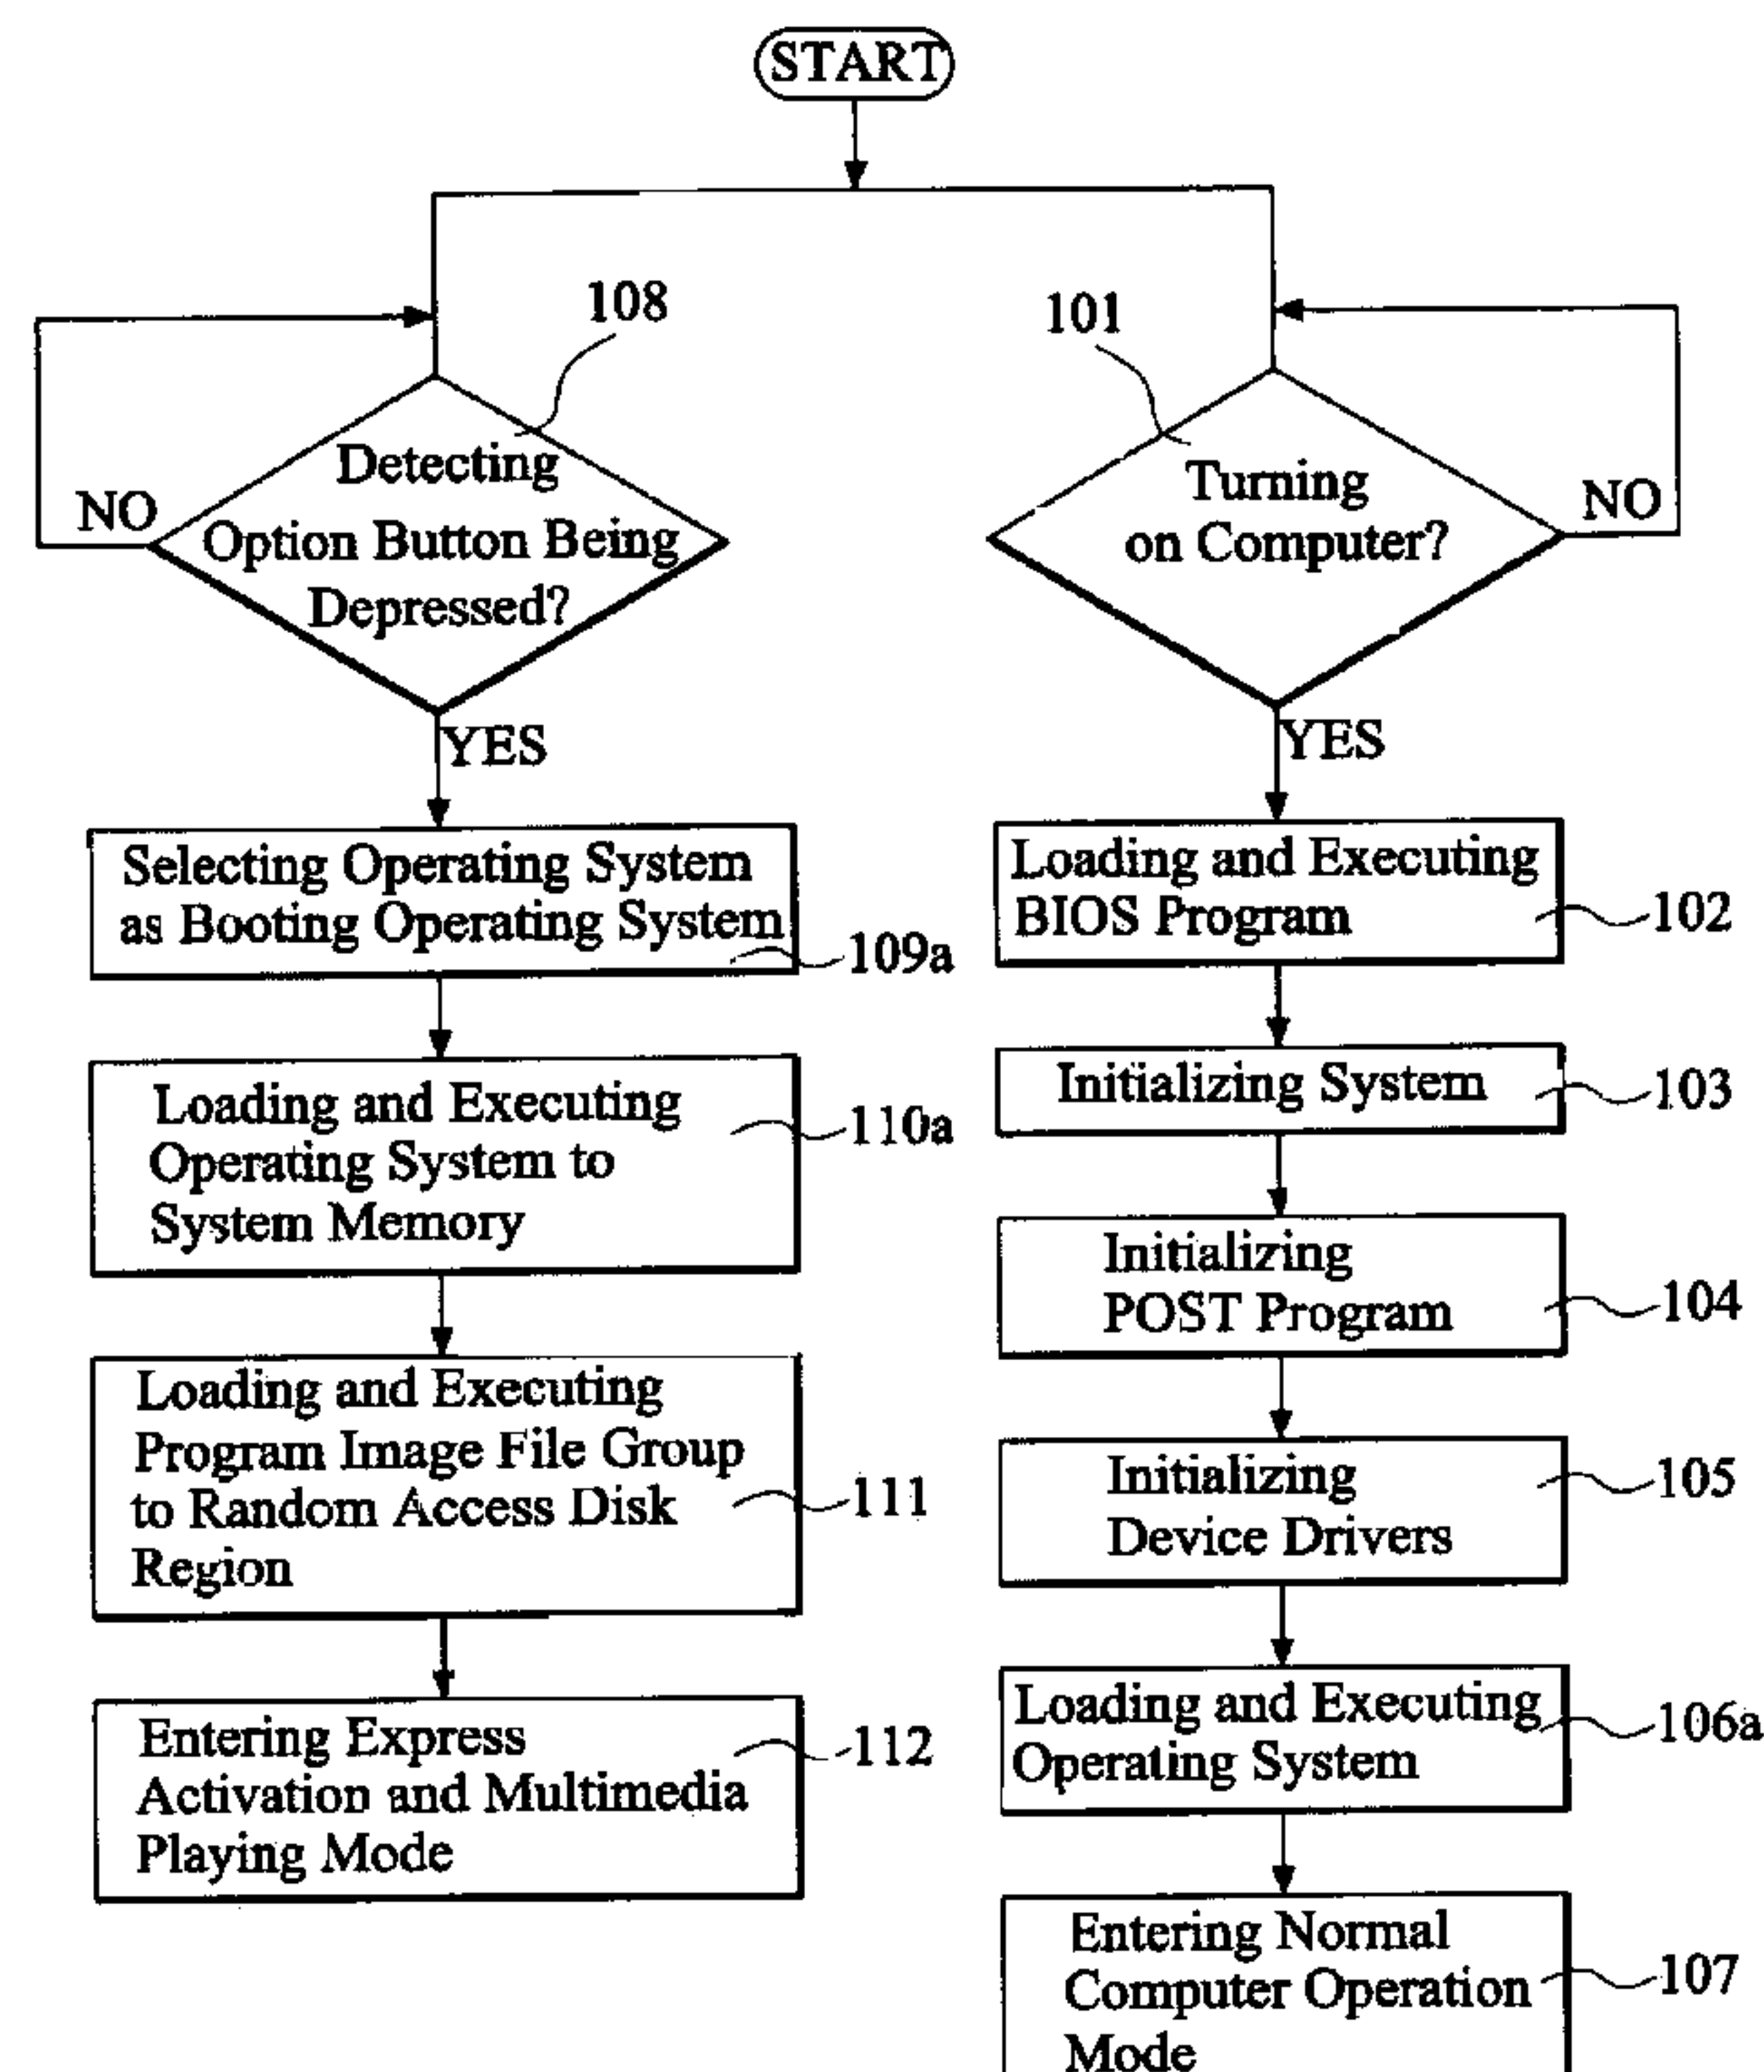 START
108
Detecting
Option Button Being
Depressed?
NO
YES
Selecting Operating System
as Booting Operating System
109a
Loading and Executing
Operating System to
System Memory
110a
Loading and Executing
Program Image File Group
to Random Access Disk
Region
111
Entering Express
Activation and Multimedia
Playing Mode
112
101
Turning
on Computer?
NO
YES
Loading and Executing
BIOS Program
102
Initializing System
103
Initializing
POST Program
104
Initializing
Device Drivers
105
Loading and Executing
Operating System
106a
Entering Normal
Computer Operation
Mode
107